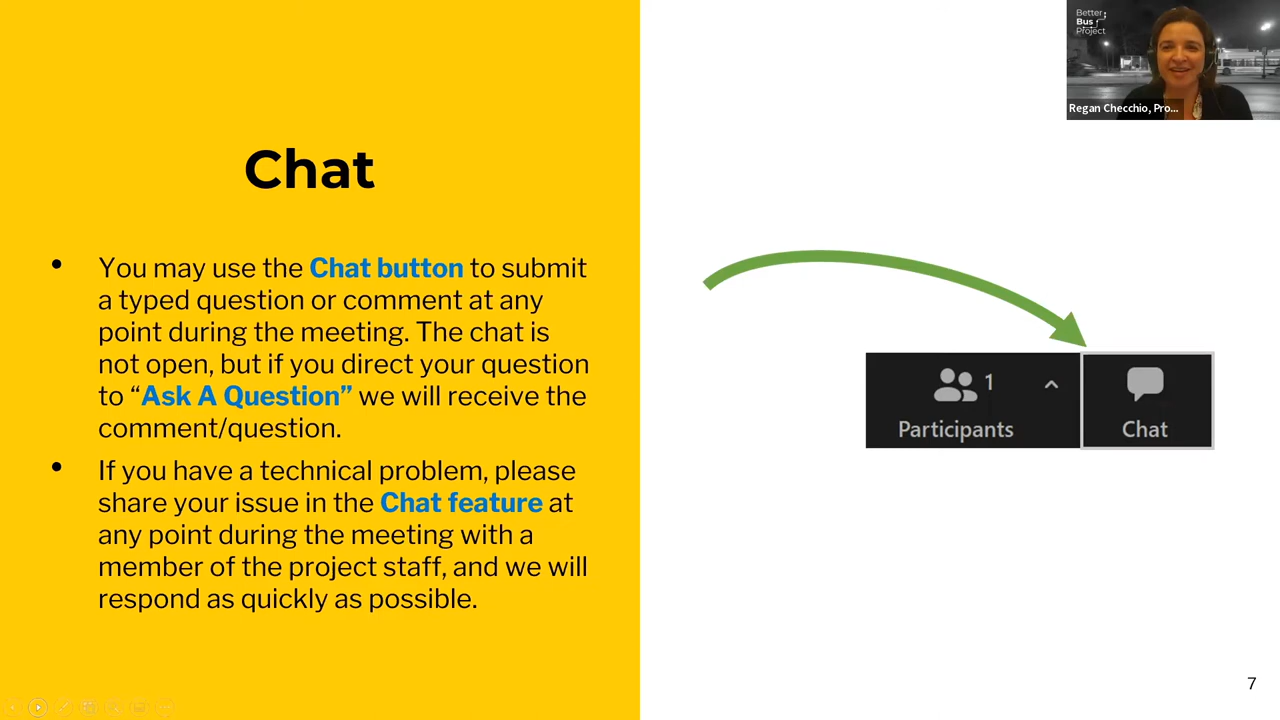 Better
Bus
Project
Regan Checchio, Pro...
Chat
• You may use the Chat button to submit
a typed question or comment at any
point during the meeting. The chat is
not open, but if you direct your question
to “Ask A Question” we will receive the
comment/question.
• If you have a technical problem, please
share your issue in the Chat feature at
any point during the meeting with a
member of the project staff, and we will
respond as quickly as possible.
1
Participants
Chat
7